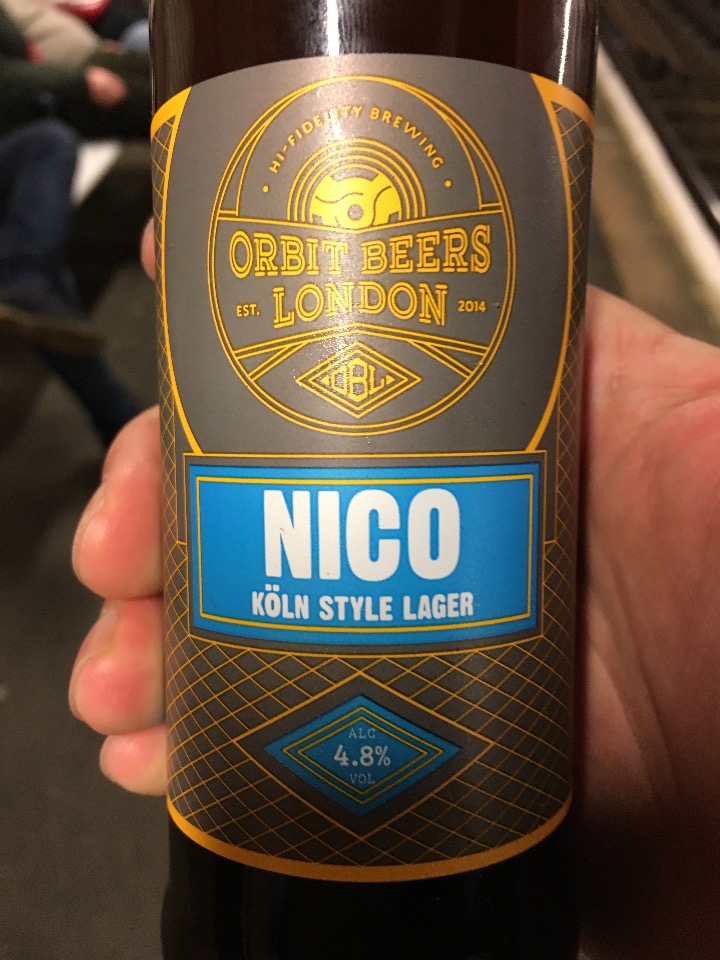 HI-FIDELITY BREWING
ORBIT BEERS
EST. LONDON 2014
OBL
NICO
KÖLN STYLE LAGER
ALC
4.8%
VOL